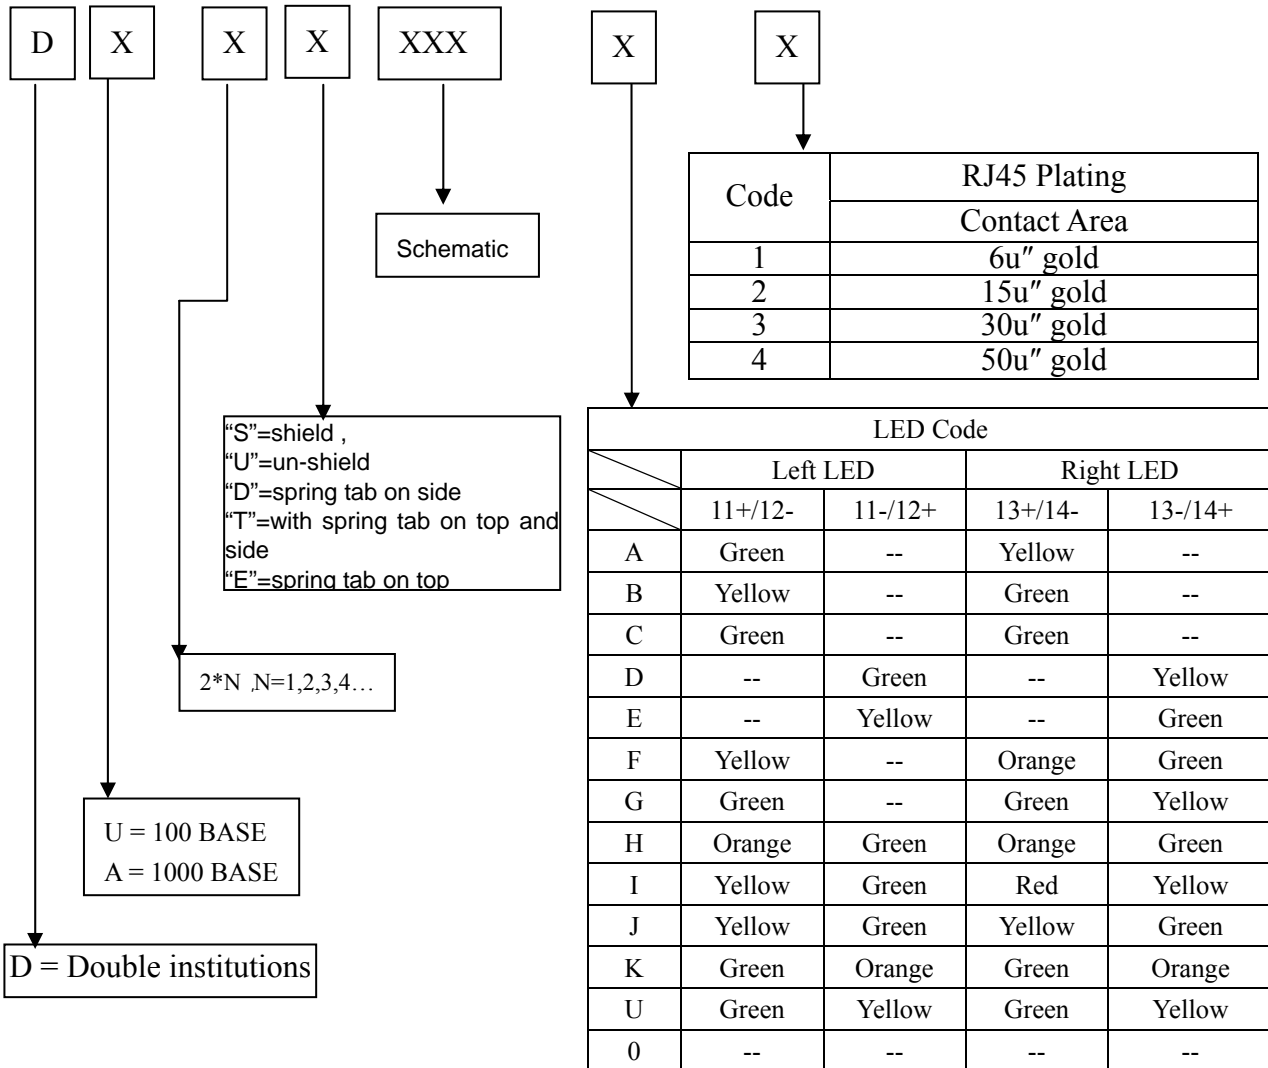 D X X X XXX X X
Code RJ45 Plating
Contact Area
1 6u″ gold
2 15u″ gold
3 30u″ gold
4 50u″ gold
Schematic
“S”=shield ,
“U”=un-shield
“D”=spring tab on side
“T”=with spring tab on top and
side
“E”=spring tab on top
2*N ,N=1,2,3,4…
U = 100 BASE
A = 1000 BASE
D = Double institutions
LED Code
Left LED Right LED
11+/12- 11-/12+ 13+/14- 13-/14+
A Green -- Yellow --
B Yellow -- Green --
C Green -- Green --
D -- Green -- Yellow
E -- Yellow -- Green
F Yellow -- Orange Green
G Green -- Green Yellow
H Orange Green Orange Green
I Yellow Green Red Yellow
J Yellow Green Yellow Green
K Green Orange Green Orange
U Green Yellow Green Yellow
0 -- -- -- --